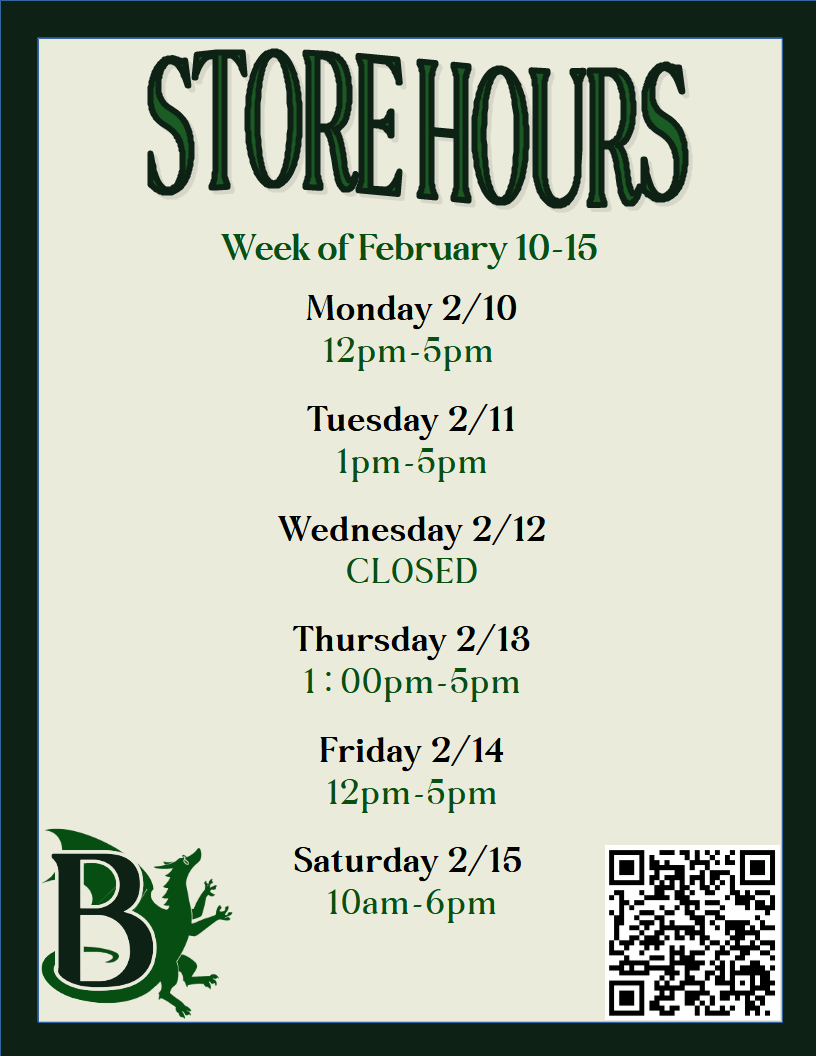 STORE HOURS
Week of February 10-15
Monday 2/10
12pm-5pm
Tuesday 2/11
1pm-5pm
Wednesday 2/12
CLOSED
Thursday 2/13
1:00pm-5pm
Friday 2/14
12pm-5pm
Saturday 2/15
10am-6pm
B